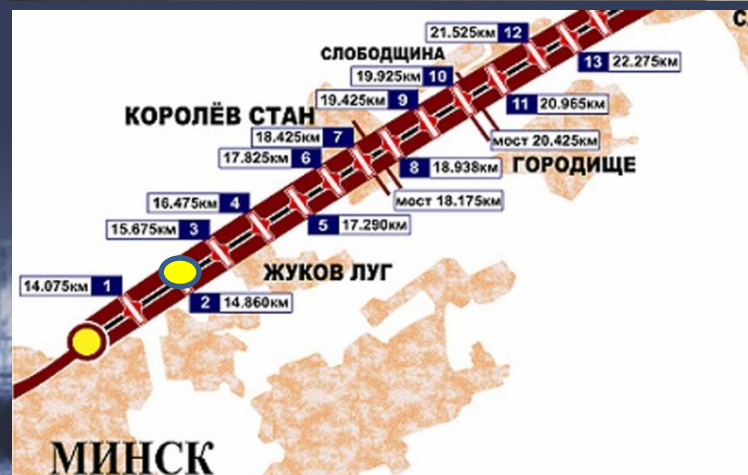 С
21.525км 12
СЛОБОДЩИНА
13 22.275км
19.925км 10
19.425км 9
11 20.965км
КОРОЛЁВ СТАН
18.425км 7
мост 20.425км
17.825км 6
8 18.938км
ГОРОДИЩЕ
16.475км 4
мост 18.175км
15.675км 3
5 17.290км
ЖУКОВ ЛУГ
14.075км 1
2 14.860км
МИНСК